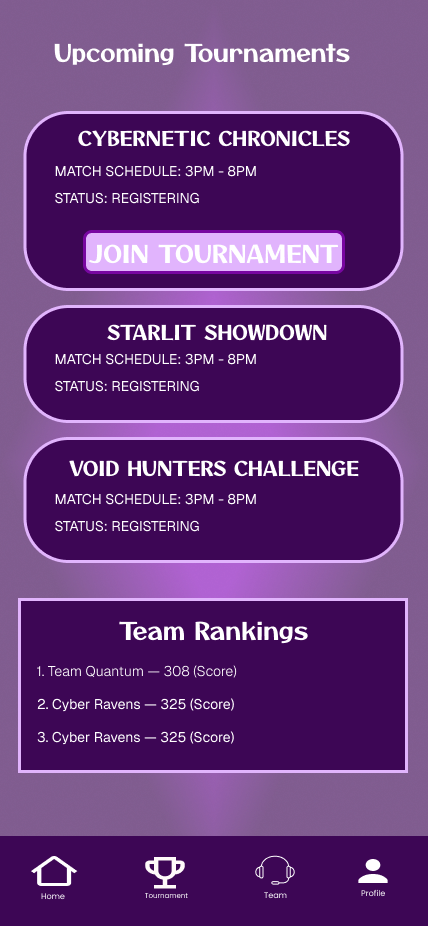 Upcoming Tournaments
CYBERNETIC CHRONICLES
MATCH SCHEDULE: 3PM - 8PM
STATUS: REGISTERING
JOIN TOURNAMENT
STARLIT SHOWDOWN
MATCH SCHEDULE: 3PM - 8PM
STATUS: REGISTERING
VOID HUNTERS CHALLENGE
MATCH SCHEDULE: 3PM - 8PM
STATUS: REGISTERING
Team Rankings
1. Team Quantum — 308 (Score)
2. Cyber Ravens — 325 (Score)
3. Cyber Ravens — 325 (Score)
Home Tournament Team Profile